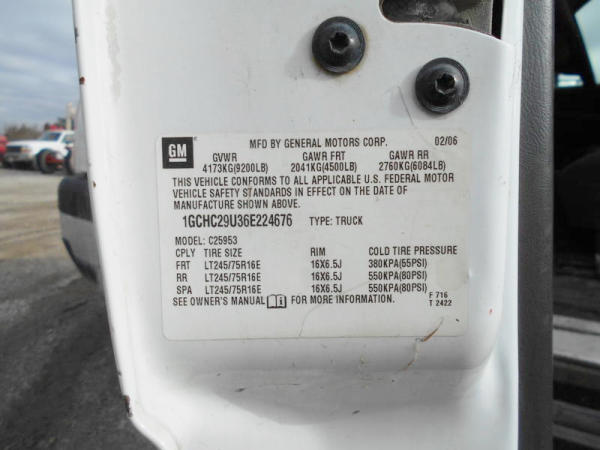 GM
MFD BY GENERAL MOTORS CORP. 02/06
GVWR GAWR FRT GAWR RR
4173KG(9200LB) 2041KG(4500LB) 2760KG(6084LB)
THIS VEHICLE CONFORMS TO ALL APPLICABLE U.S. FEDERAL MOTOR
VEHICLE SAFETY STANDARDS IN EFFECT ON THE DATE OF
MANUFACTURE SHOWN ABOVE.
1GCHC29U36E224676 TYPE: TRUCK
MODEL: C25953
CPLY TIRE SIZE RIM COLD TIRE PRESSURE
FRT LT245/75R16E 16X6.5J 380KPA(55PSI)
RR LT245/75R16E 16X6.5J 550KPA(80PSI)
SPA LT245/75R16E 16X6.5J 550KPA(80PSI)
SEE OWNER'S MANUAL FOR MORE INFORMATION.
F 716
T 2422